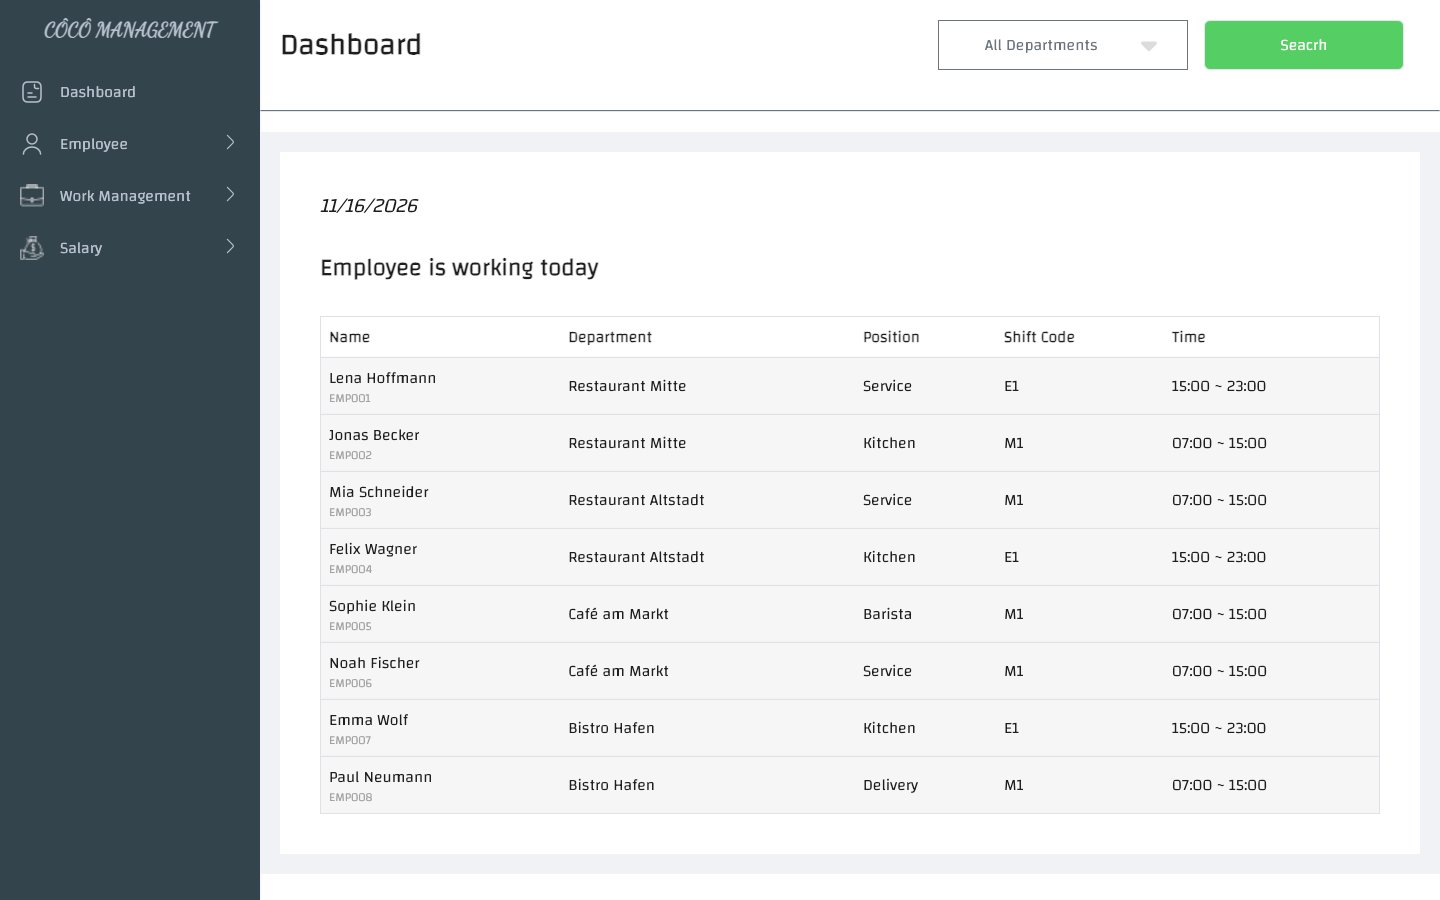 CÔCÔ MANAGEMENT
Dashboard
Employee
Work Management
Salary
Dashboard
All Departments
Seacrh
11/16/2026
Employee is working today
Name Department Position Shift Code Time
Lena Hoffmann
EMP001
Restaurant Mitte Service E1 15:00 ~ 23:00
Jonas Becker
EMP002
Restaurant Mitte Kitchen M1 07:00 ~ 15:00
Mia Schneider
EMP003
Restaurant Altstadt Service M1 07:00 ~ 15:00
Felix Wagner
EMP004
Restaurant Altstadt Kitchen E1 15:00 ~ 23:00
Sophie Klein
EMP005
Café am Markt Barista M1 07:00 ~ 15:00
Noah Fischer
EMP006
Café am Markt Service M1 07:00 ~ 15:00
Emma Wolf
EMP007
Bistro Hafen Kitchen E1 15:00 ~ 23:00
Paul Neumann
EMP008
Bistro Hafen Delivery M1 07:00 ~ 15:00